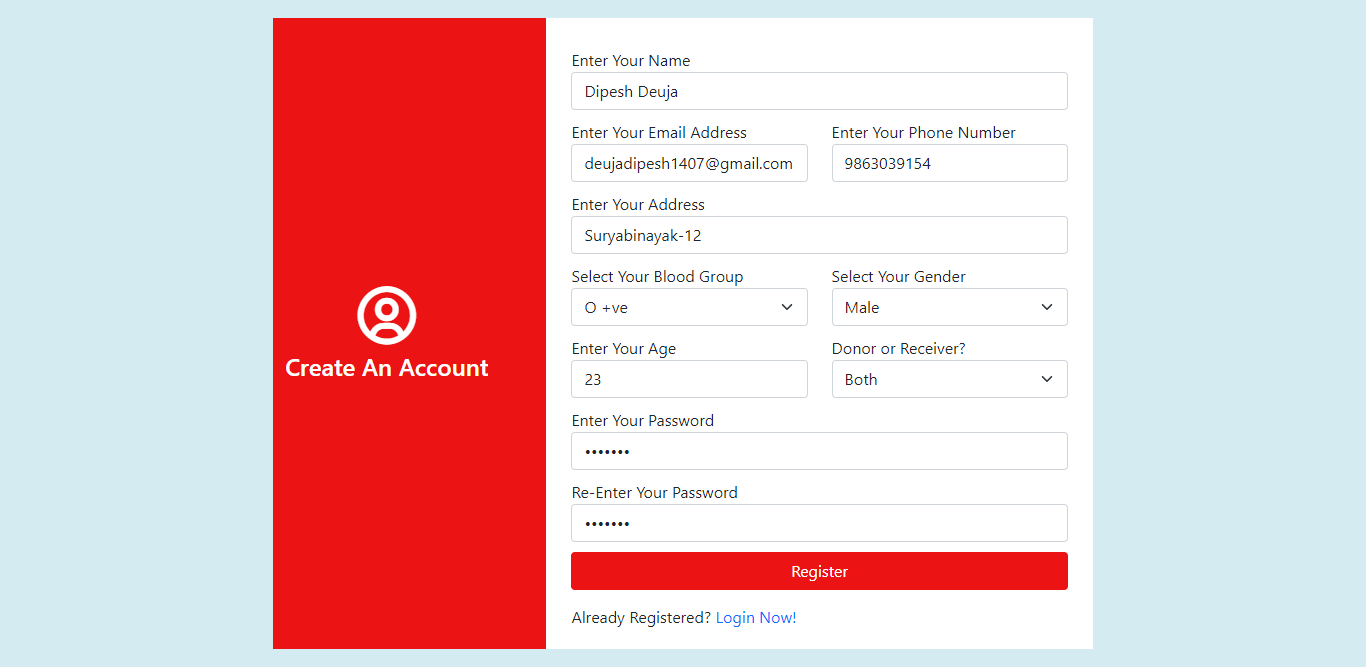 Create An Account
Enter Your Name
Dipesh Deuja
Enter Your Email Address
Enter Your Phone Number
deujadipesh1407@gmail.com
9863039154
Enter Your Address
Suryabinayak-12
Select Your Blood Group
Select Your Gender
O +ve
Male
Enter Your Age
Donor or Receiver?
23
Both
Enter Your Password
•••••••
Re-Enter Your Password
•••••••
Register
Already Registered? Login Now!